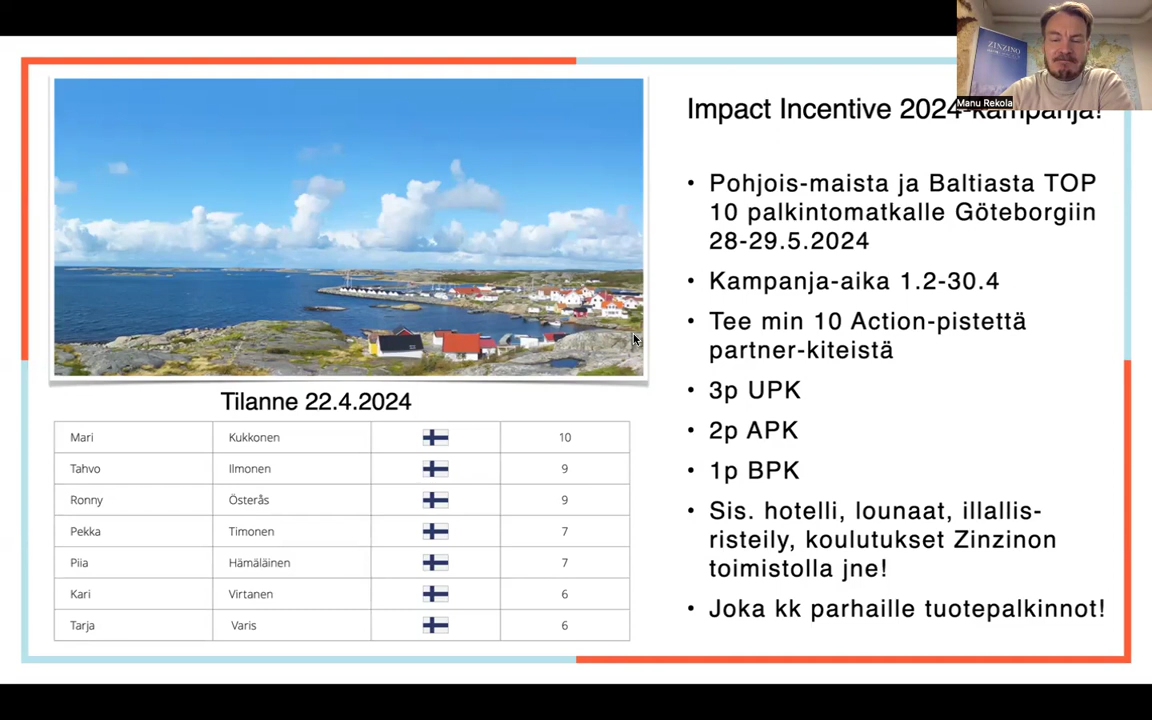 ZINZINO
Manu Rekola
Impact Incentive 2024-kampanja!
• Pohjois-maista ja Baltiasta TOP
10 palkintomatkalle Göteborgiin
28-29.5.2024
• Kampanja-aika 1.2-30.4
• Tee min 10 Action-pistettä
partner-kiteistä
• 3p UPK
• 2p APK
• 1p BPK
• Sis. hotelli, lounaat, illallis-
risteily, koulutukset Zinzinon
toimistolla jne!
• Joka kk parhaille tuotepalkinnot!
Tilanne 22.4.2024
Mari Kukkonen 10
Tahvo Ilmonen 9
Ronny Österås 9
Pekka Timonen 7
Piia Hämäläinen 7
Kari Virtanen 6
Tarja Varis 6